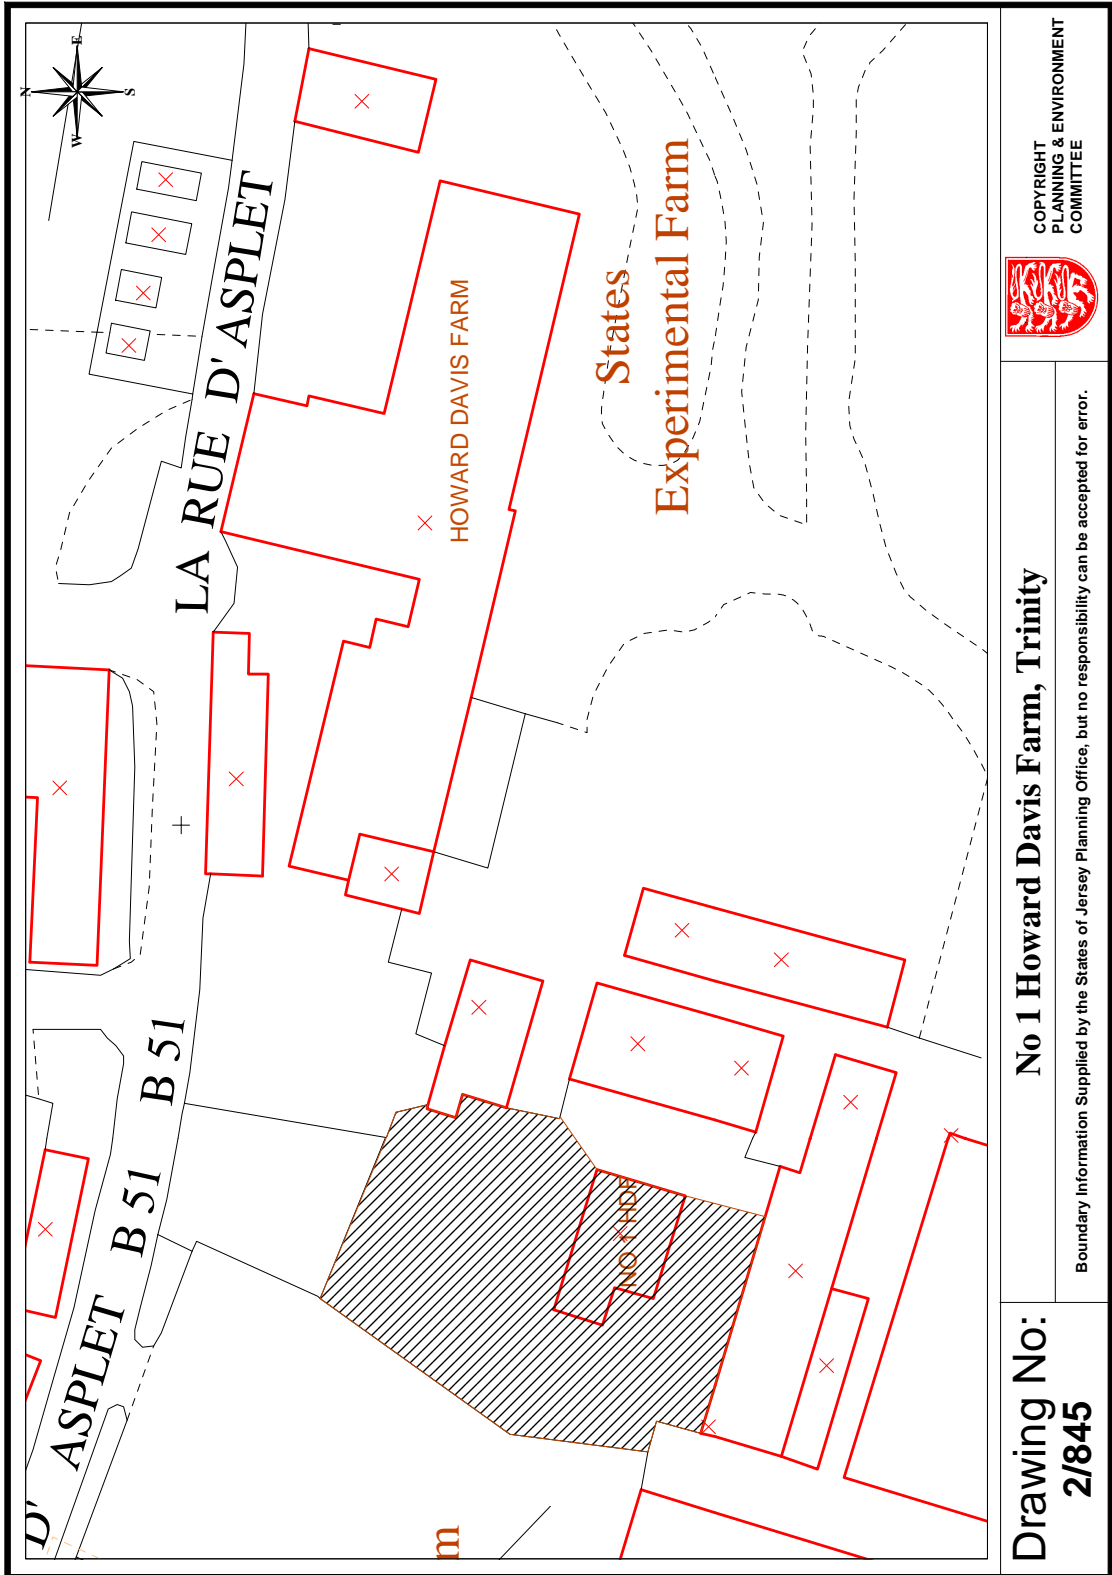 N
E
S
W
LA RUE D' ASPLET
HOWARD DAVIS FARM
States
Experimental Farm
B 51
B 51
D' ASPLET
NO 1 HDF
m
Drawing No:
2/845
No 1 Howard Davis Farm, Trinity
Boundary Information Supplied by the States of Jersey Planning Office, but no responsibility can be accepted for error.
COPYRIGHT
PLANNING & ENVIRONMENT
COMMITTEE